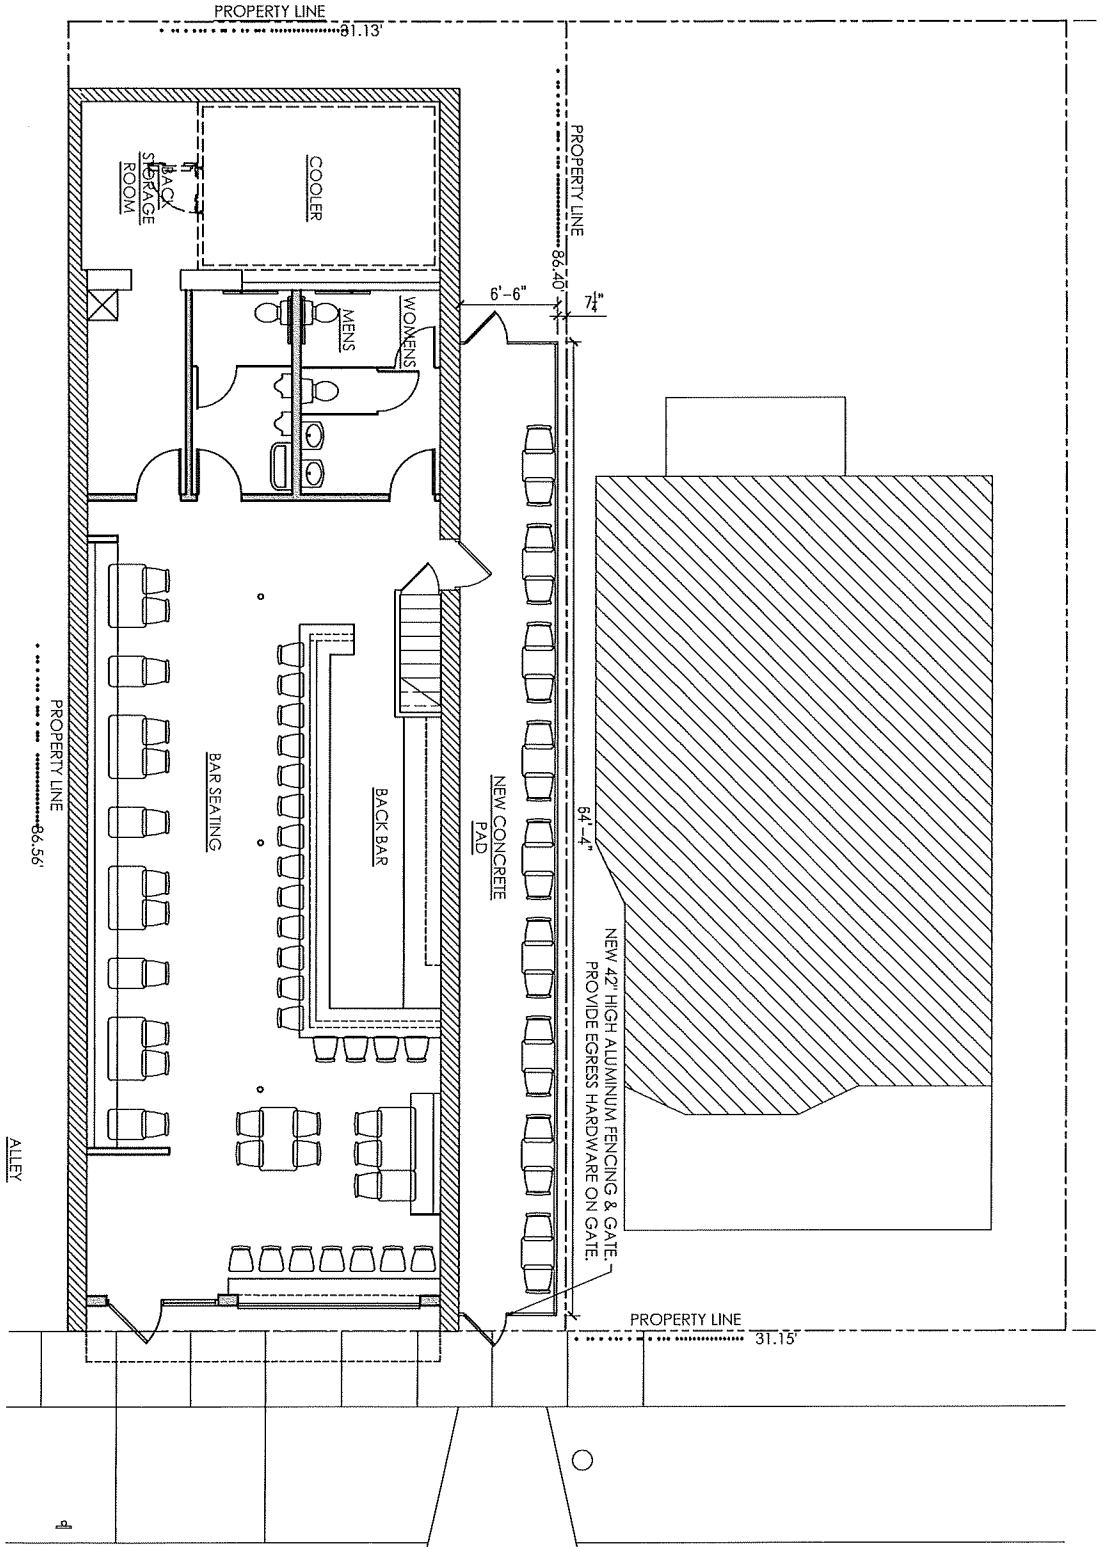 PROPERTY LINE
31.13'
PROPERTY LINE
86.40'
COOLER
BACK
STORAGE
ROOM
6'-6"
7¼"
MENS
WOMENS
PROPERTY LINE
86.56'
BAR SEATING
BACK BAR
NEW CONCRETE
PAD
64'-4"
NEW 42" HIGH ALUMINUM FENCING & GATE.
PROVIDE EGRESS HARDWARE ON GATE.
ALLEY
PROPERTY LINE
31.15'